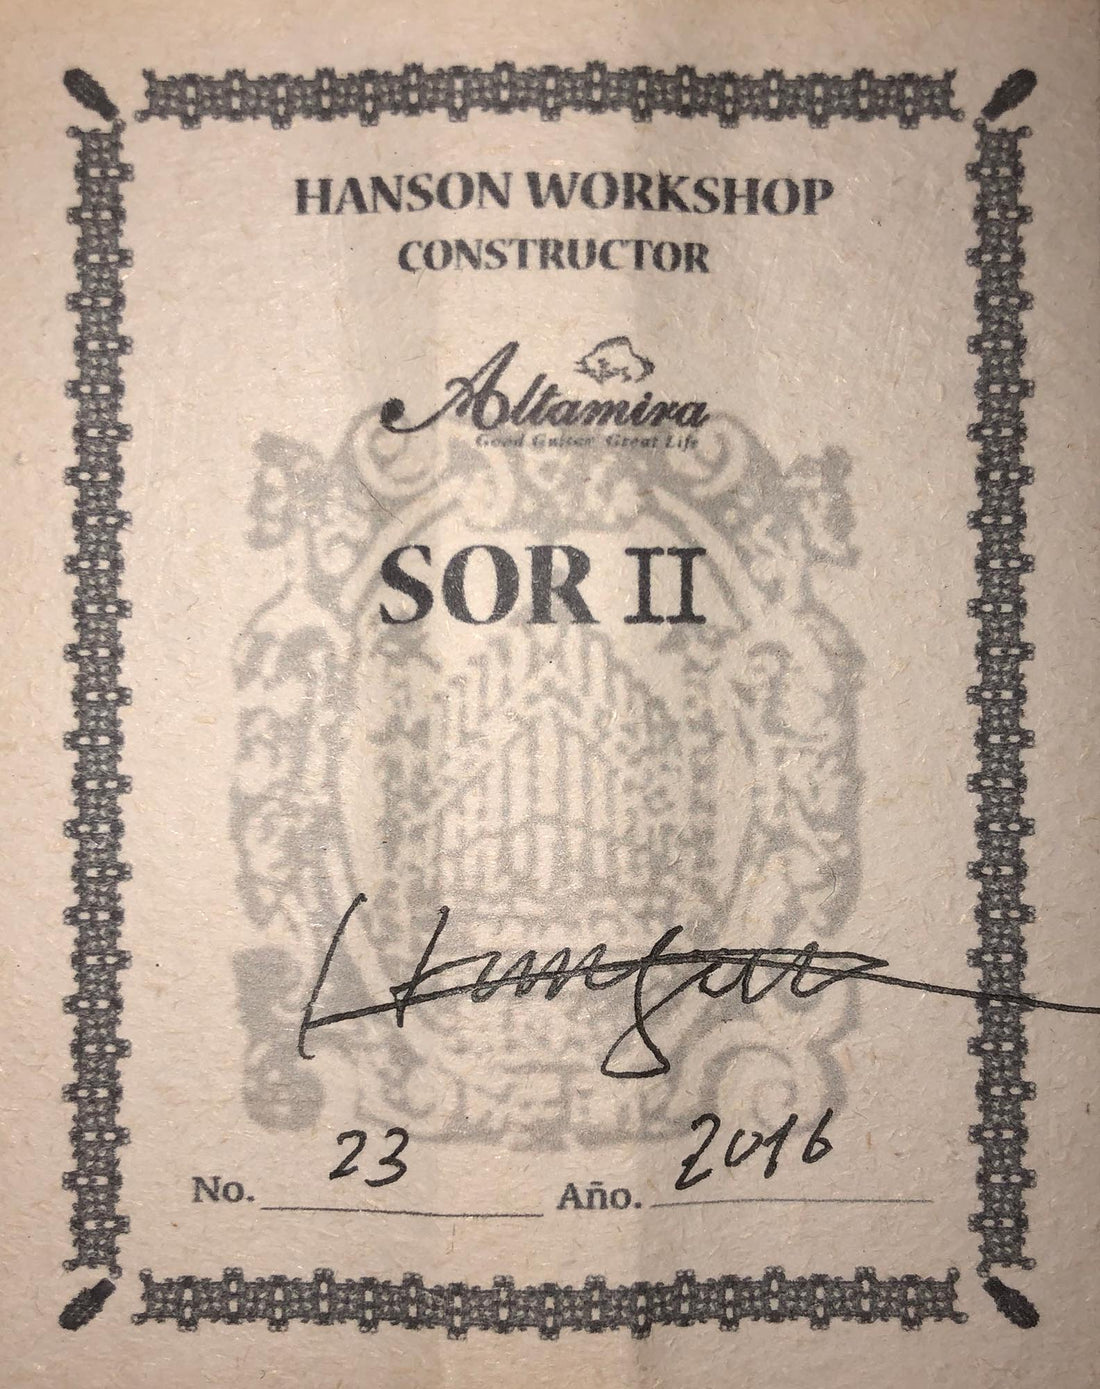 HANSON WORKSHOP
CONSTRUCTOR
Altamira
Good Guitar Great Life
SOR II
No. 23 Año. 2016